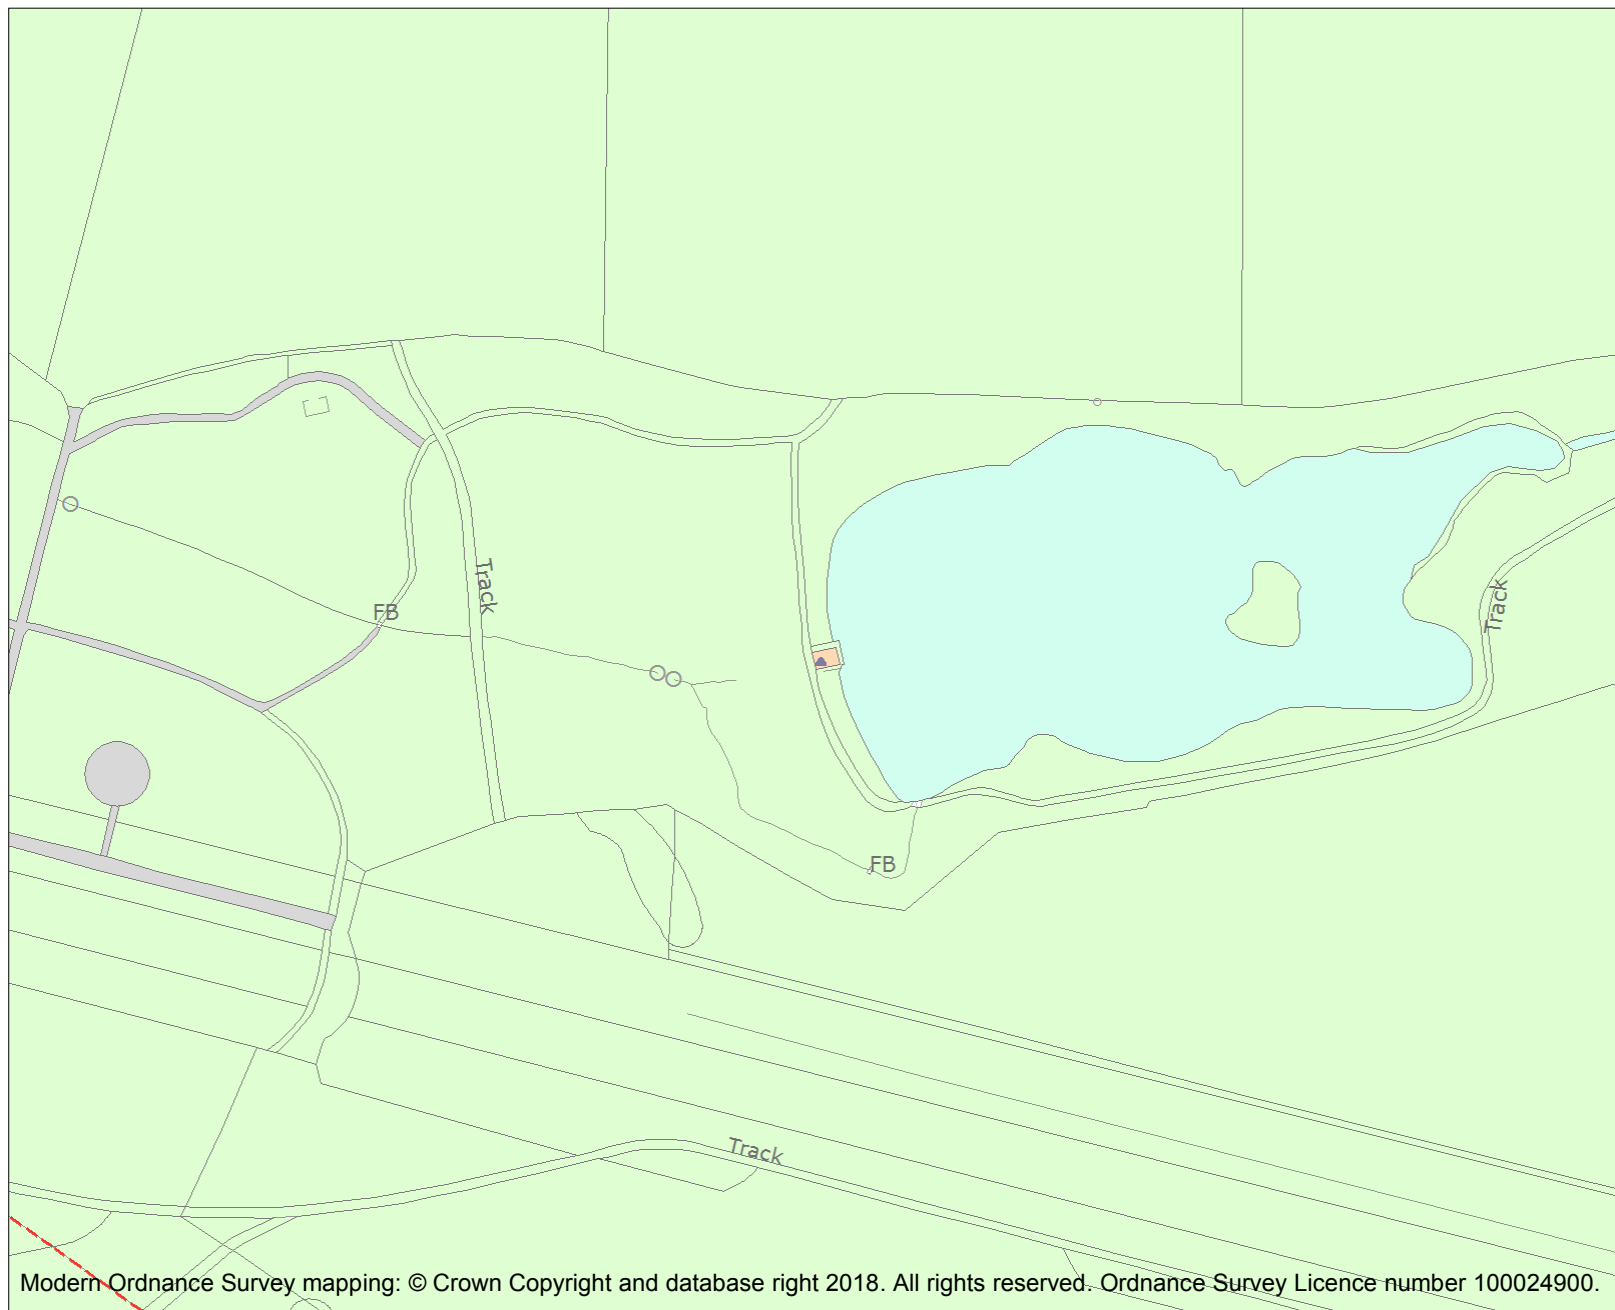 Track
FB
Track
FB
Track
Modern Ordnance Survey mapping: © Crown Copyright and database right 2018. All rights reserved. Ordnance Survey Licence number 100024900.